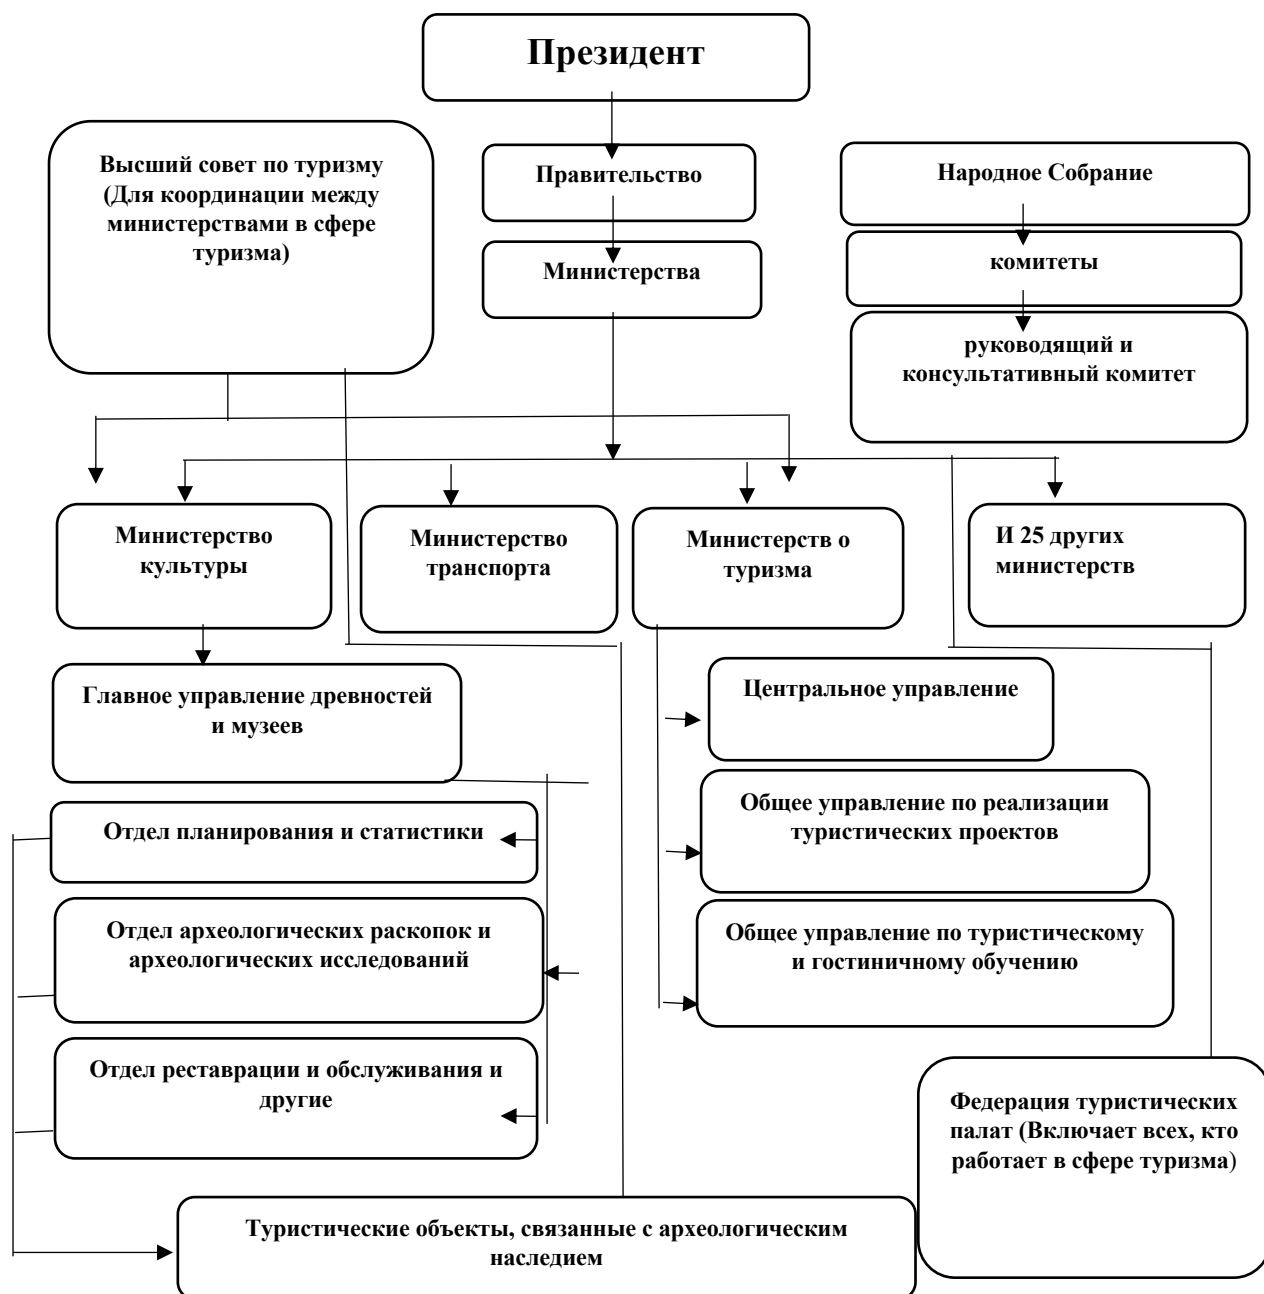 Президент
Высший совет по туризму
(Для координации между
министерствами в сфере
туризма)
Правительство
Министерства
Народное Собрание
комитеты
руководящий и
консультативный комитет
Министерство
культуры
Министерство
транспорта
Министерств о
туризма
И 25 других
министерств
Главное управление древностей
и музеев
Центральное управление
Отдел планирования и статистики
Общее управление по реализации
туристических проектов
Отдел археологических раскопок и
археологических исследований
Общее управление по туристическому
и гостиничному обучению
Отдел реставрации и обслуживания и
другие
Федерация туристических
палат (Включает всех, кто
работает в сфере туризма)
Туристические объекты, связанные с археологическим
наследием